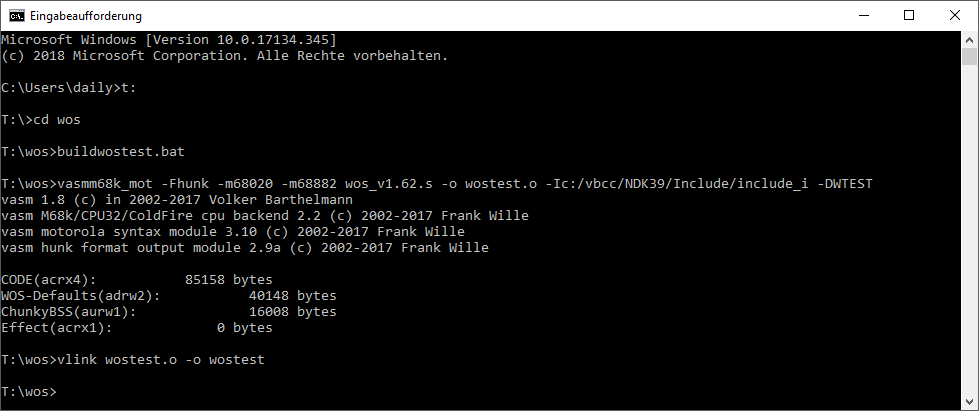 Eingabeaufforderung
Microsoft Windows [Version 10.0.17134.345]
(c) 2018 Microsoft Corporation. Alle Rechte vorbehalten.
C:\Users\daily>t:
T:\>cd wos
T:\wos>buildwostest.bat
T:\wos>vasmm68k_mot -Fhunk -m68020 -m68882 wos_v1.62.s -o wostest.o -Ic:/vbcc/NDK39/Include/include_i -DWTEST
vasm 1.8 (c) in 2002-2017 Volker Barthelmann
vasm M68k/CPU32/ColdFire cpu backend 2.2 (c) 2002-2017 Frank Wille
vasm motorola syntax module 3.10 (c) 2002-2017 Frank Wille
vasm hunk format output module 2.9a (c) 2002-2017 Frank Wille
CODE(acrx4):           85158 bytes
WOS-Defaults(adrw2):           40148 bytes
ChunkyBSS(aurw1):              16008 bytes
Effect(acrx1):             0 bytes
T:\wos>vlink wostest.o -o wostest
T:\wos>